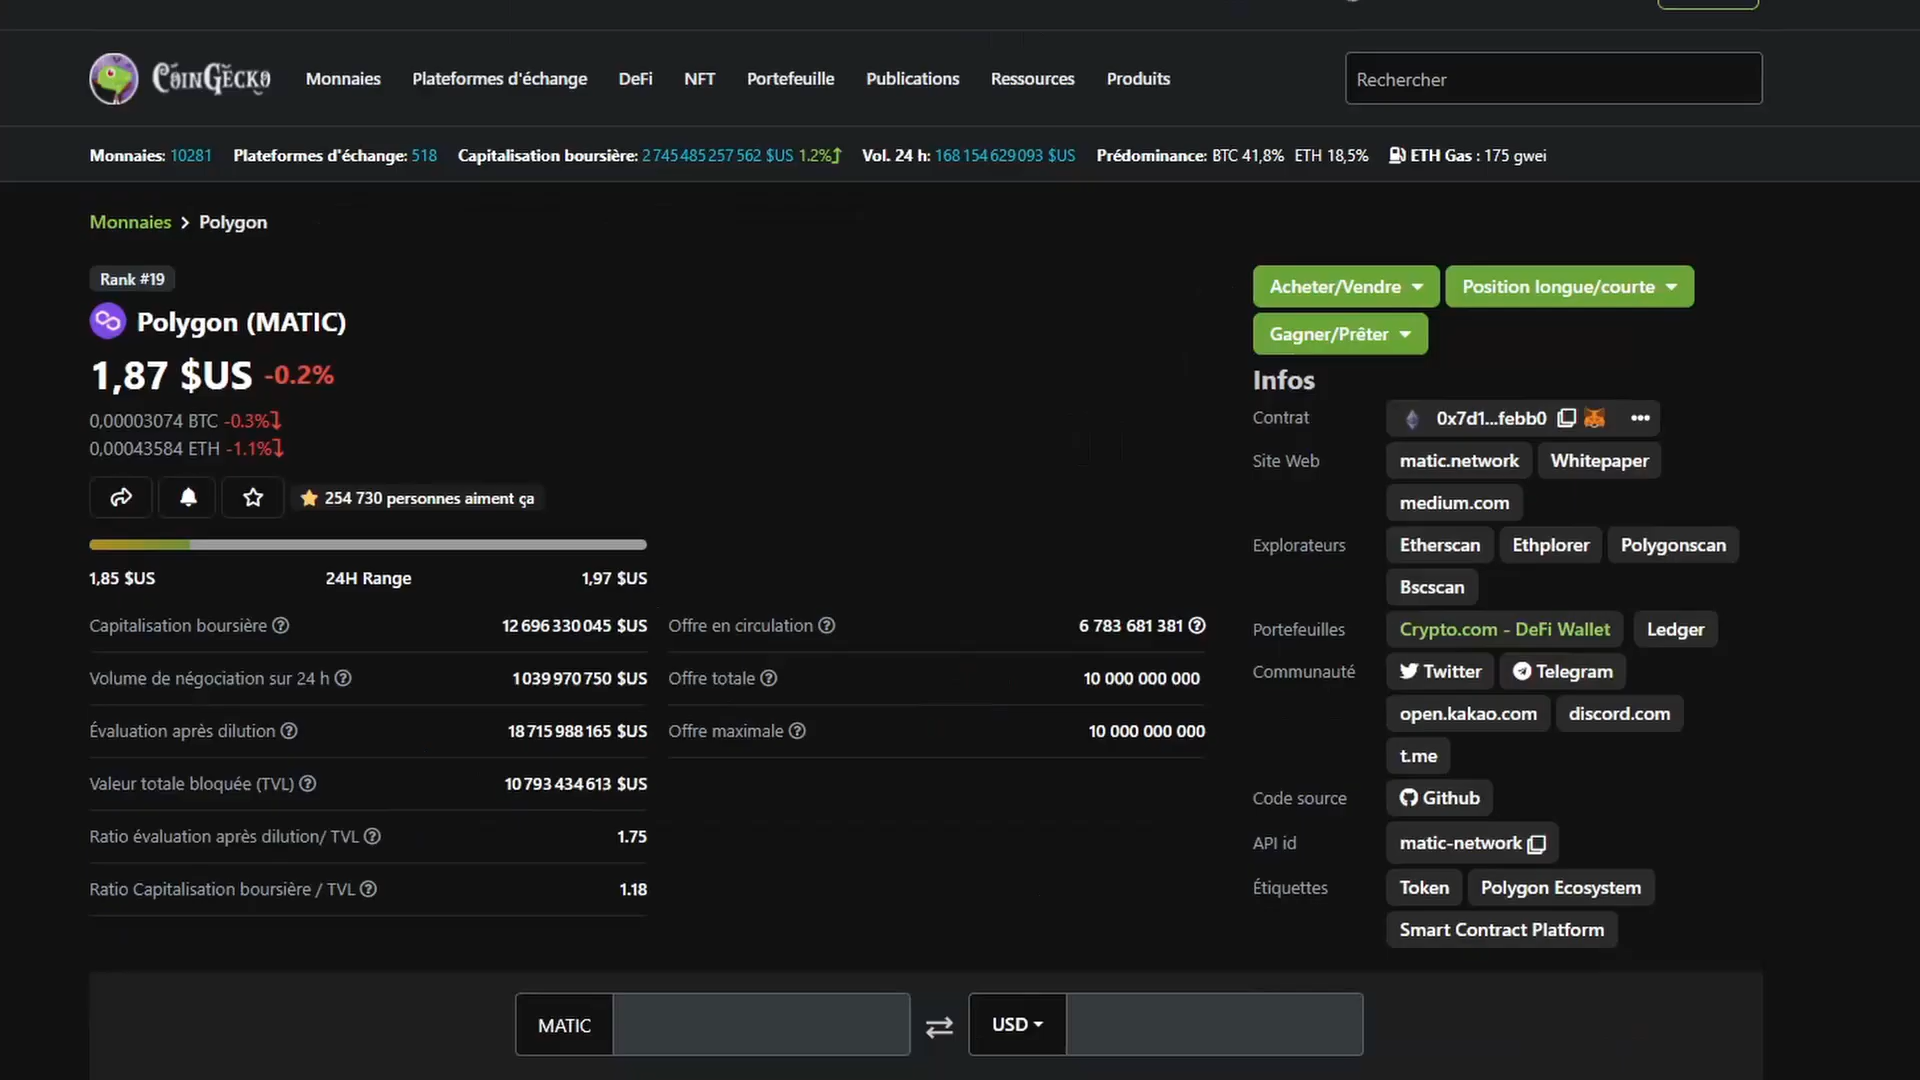 COINGECKO Monnaies Plateformes d'échange DeFi NFT Portefeuille Publications Ressources Produits Rechercher
Monnaies: 10281 Plateformes d'échange: 518 Capitalisation boursière: 2 745 485 257 562 $US 1.2% Vol. 24 h: 168 154 629 093 $US Prédominance: BTC 41,8% ETH 18,5% ETH Gas : 175 gwei
Monnaies > Polygon
Rank #19
Polygon (MATIC)
1,87 $US -0.2%
0,00003074 BTC -0.3%
0,00043584 ETH -1.1%
254 730 personnes aiment ça
1,85 $US 24H Range 1,97 $US
Capitalisation boursière 12 696 330 045 $US
Volume de négociation sur 24 h 1 039 970 750 $US
Évaluation après dilution 18 715 988 165 $US
Valeur totale bloquée (TVL) 10 793 434 613 $US
Ratio évaluation après dilution/ TVL 1.75
Ratio Capitalisation boursière / TVL 1.18
Offre en circulation 6 783 681 381
Offre totale 10 000 000 000
Offre maximale 10 000 000 000
Acheter/Vendre Position longue/courte
Gagner/Prêter
Infos
Contrat 0x7d1...febb0 •••
Site Web matic.network Whitepaper
medium.com
Explorateurs Etherscan Ethplorer Polygonscan
Bscscan
Portefeuilles Crypto.com - DeFi Wallet Ledger
Communauté Twitter Telegram
open.kakao.com discord.com
t.me
Code source Github
API id matic-network
Étiquettes Token Polygon Ecosystem
Smart Contract Platform
MATIC USD